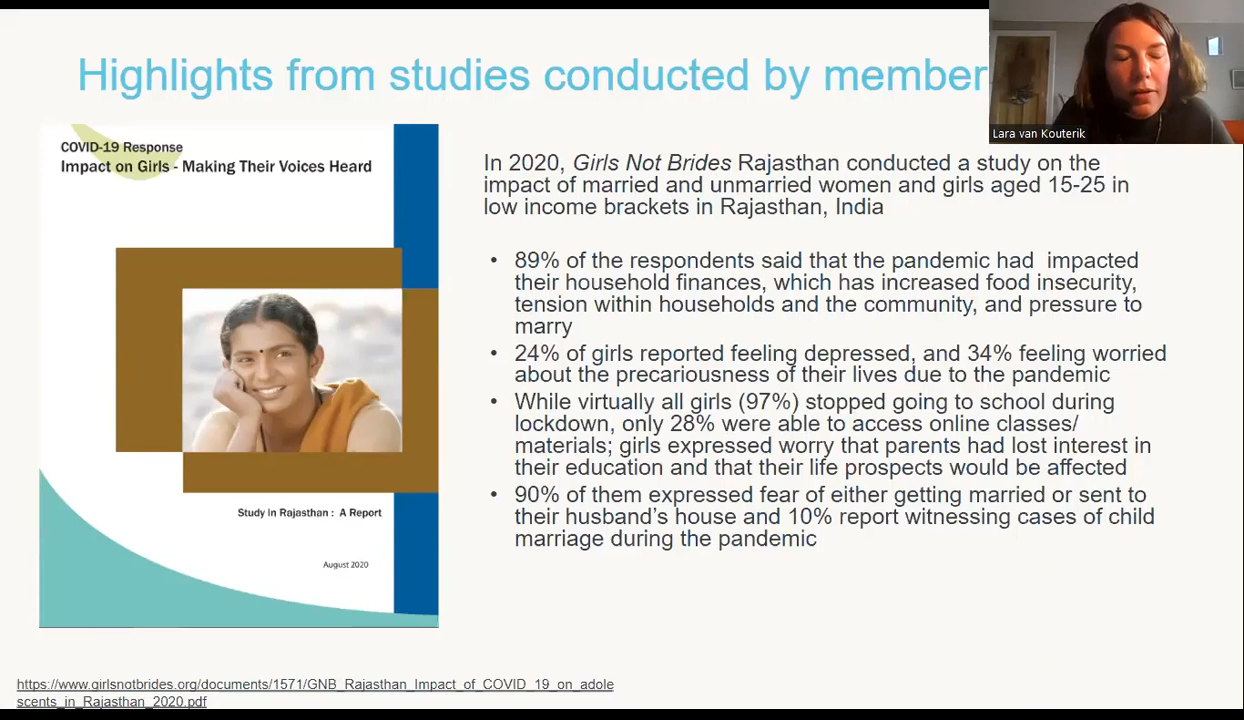 Highlights from studies conducted by member
Lara van Kouterik
COVID-19 Response
Impact on Girls - Making Their Voices Heard
Study in Rajasthan : A Report
August 2020
In 2020, Girls Not Brides Rajasthan conducted a study on the
impact of married and unmarried women and girls aged 15-25 in
low income brackets in Rajasthan, India
• 89% of the respondents said that the pandemic had impacted
their household finances, which has increased food insecurity,
tension within households and the community, and pressure to
marry
• 24% of girls reported feeling depressed, and 34% feeling worried
about the precariousness of their lives due to the pandemic
• While virtually all girls (97%) stopped going to school during
lockdown, only 28% were able to access online classes/
materials; girls expressed worry that parents had lost interest in
their education and that their life prospects would be affected
• 90% of them expressed fear of either getting married or sent to
their husband's house and 10% report witnessing cases of child
marriage during the pandemic
https://www.girlsnotbrides.org/documents/1571/GNB_Rajasthan_Impact_of_COVID_19_on_adole
scents_in_Rajasthan_2020.pdf